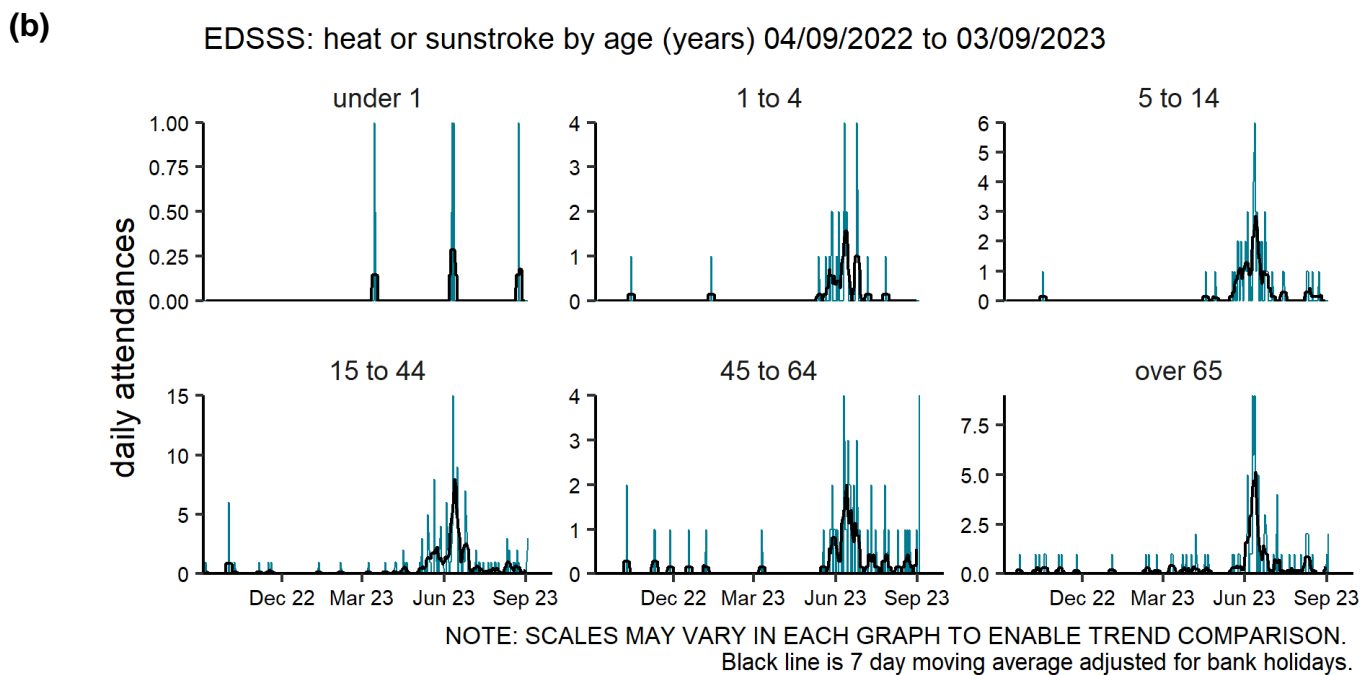 (b)
EDSSS: heat or sunstroke by age (years) 04/09/2022 to 03/09/2023
daily attendances
under 1
1.00
0.75
0.50
0.25
0.00
1 to 4
4
3
2
1
0
5 to 14
6
5
4
3
2
1
0
15 to 44
15
10
5
0
Dec 22 Mar 23 Jun 23 Sep 23
45 to 64
4
3
2
1
0
Dec 22 Mar 23 Jun 23 Sep 23
over 65
7.5
5.0
2.5
0.0
Dec 22 Mar 23 Jun 23 Sep 23
NOTE: SCALES MAY VARY IN EACH GRAPH TO ENABLE TREND COMPARISON.
Black line is 7 day moving average adjusted for bank holidays.